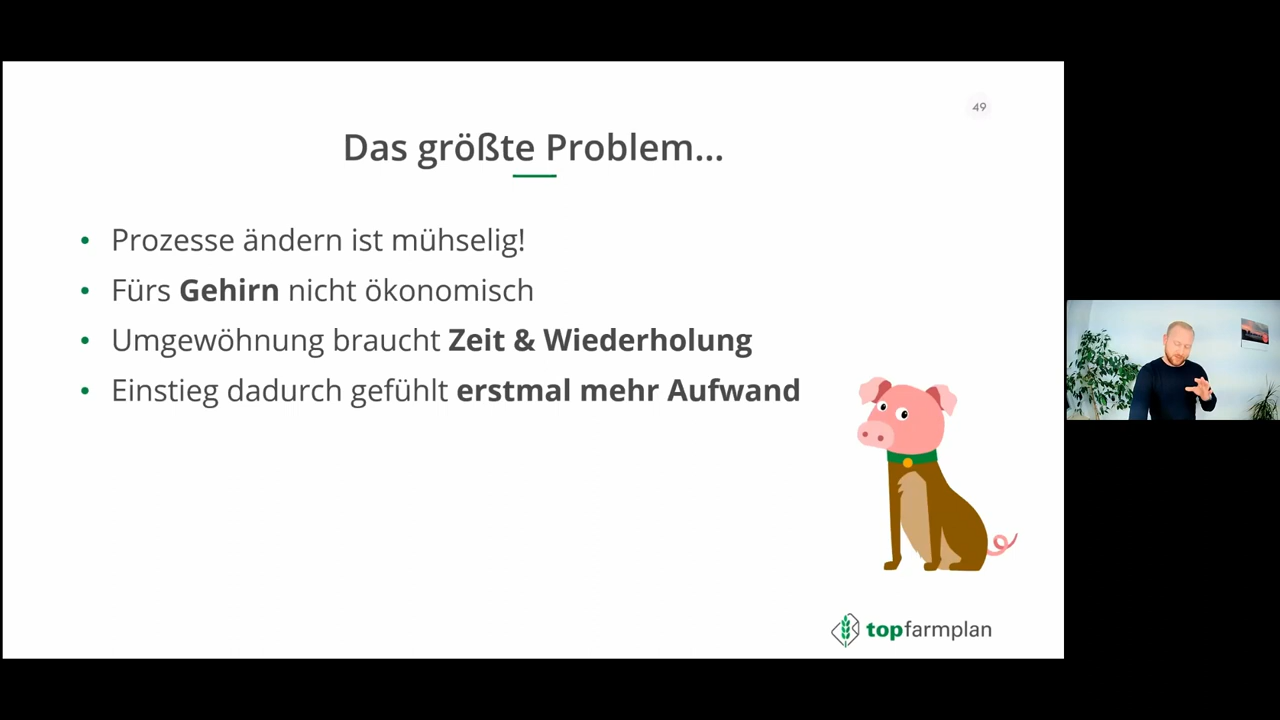 49
Das größte Problem...
• Prozesse ändern ist mühselig!
• Fürs Gehirn nicht ökonomisch
• Umgewöhnung braucht Zeit & Wiederholung
• Einstieg dadurch gefühlt erstmal mehr Aufwand
topfarmplan